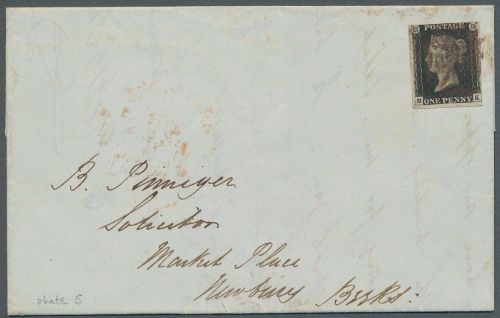 POSTAGE
ONE PENNY
B. Pinniger
Solicitor
Market Place
Newbury Berks.
plate 5